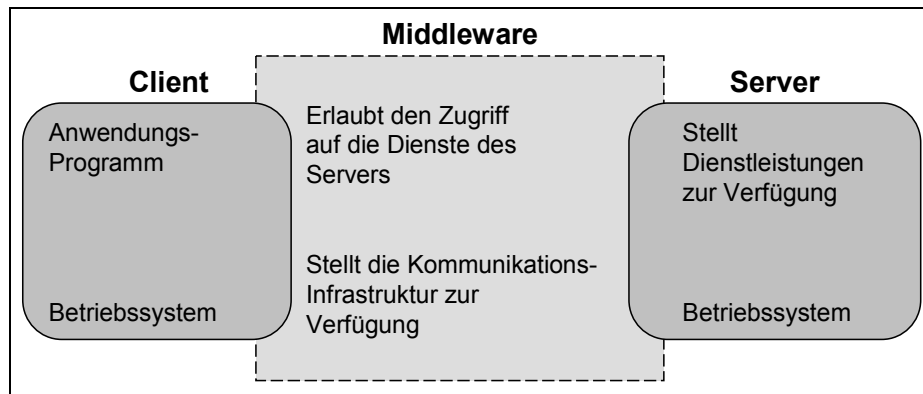 Middleware
Client
Server
Anwendungs-
Programm
Betriebssystem
Erlaubt den Zugriff
auf die Dienste des
Servers
Stellt die Kommunikations-
Infrastruktur zur
Verfügung
Stellt
Dienstleistungen
zur Verfügung
Betriebssystem